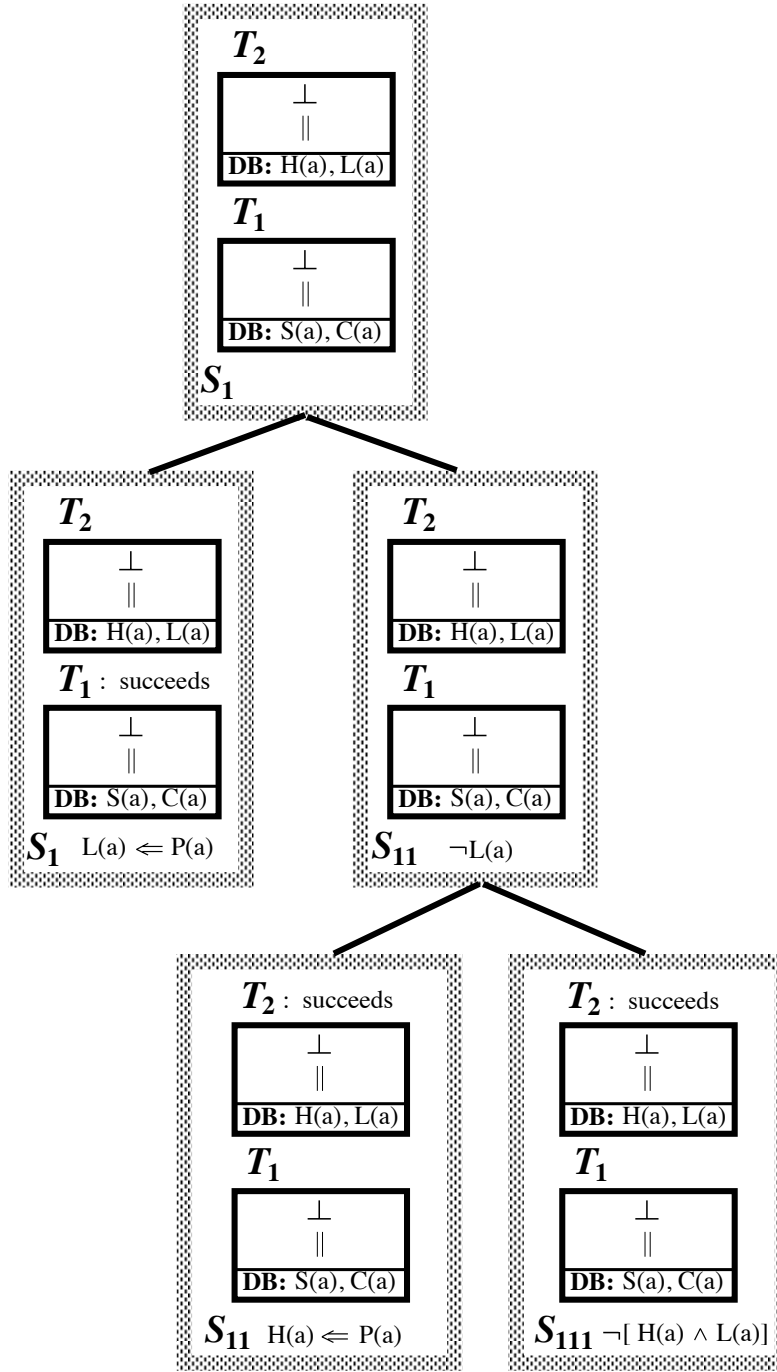 T₂
⊥
||
DB: H(a), L(a)
T₁
⊥
||
DB: S(a), C(a)
S₁
T₂
⊥
||
DB: H(a), L(a)
T₁ : succeeds
⊥
||
DB: S(a), C(a)
S₁ L(a) ⇐ P(a)
T₂
⊥
||
DB: H(a), L(a)
T₁
⊥
||
DB: S(a), C(a)
S₁₁ ¬L(a)
T₂ : succeeds
⊥
||
DB: H(a), L(a)
T₁
⊥
||
DB: S(a), C(a)
S₁₁ H(a) ⇐ P(a)
T₂ : succeeds
⊥
||
DB: H(a), L(a)
T₁
⊥
||
DB: S(a), C(a)
S₁₁₁ ¬[ H(a) ∧ L(a)]